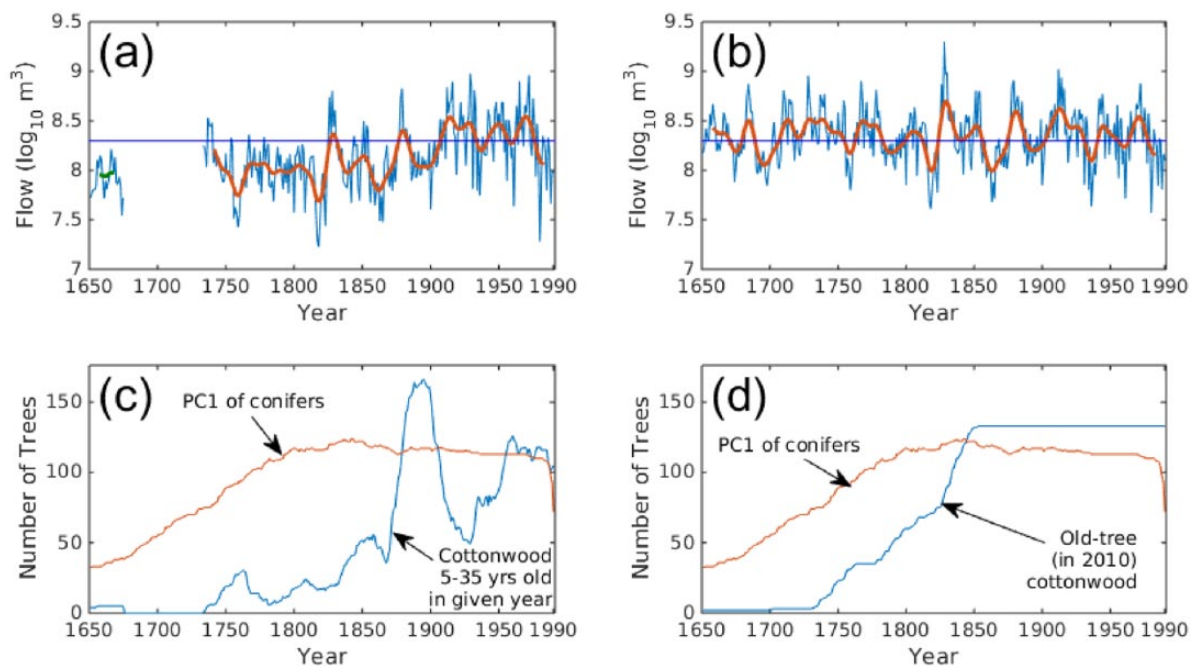 (a)
Flow (log10 m3)
9.5
9
8.5
8
7.5
7
1650 1700 1750 1800 1850 1900 1950 1990
Year
(b)
Flow (log10 m3)
9.5
9
8.5
8
7.5
7
1650 1700 1750 1800 1850 1900 1950 1990
Year
(c)
Number of Trees
150
100
50
0
PC1 of conifers
Cottonwood
5-35 yrs old
in given year
1650 1700 1750 1800 1850 1900 1950 1990
Year
(d)
Number of Trees
150
100
50
0
PC1 of conifers
Old-tree
(in 2010)
cottonwood
1650 1700 1750 1800 1850 1900 1950 1990
Year